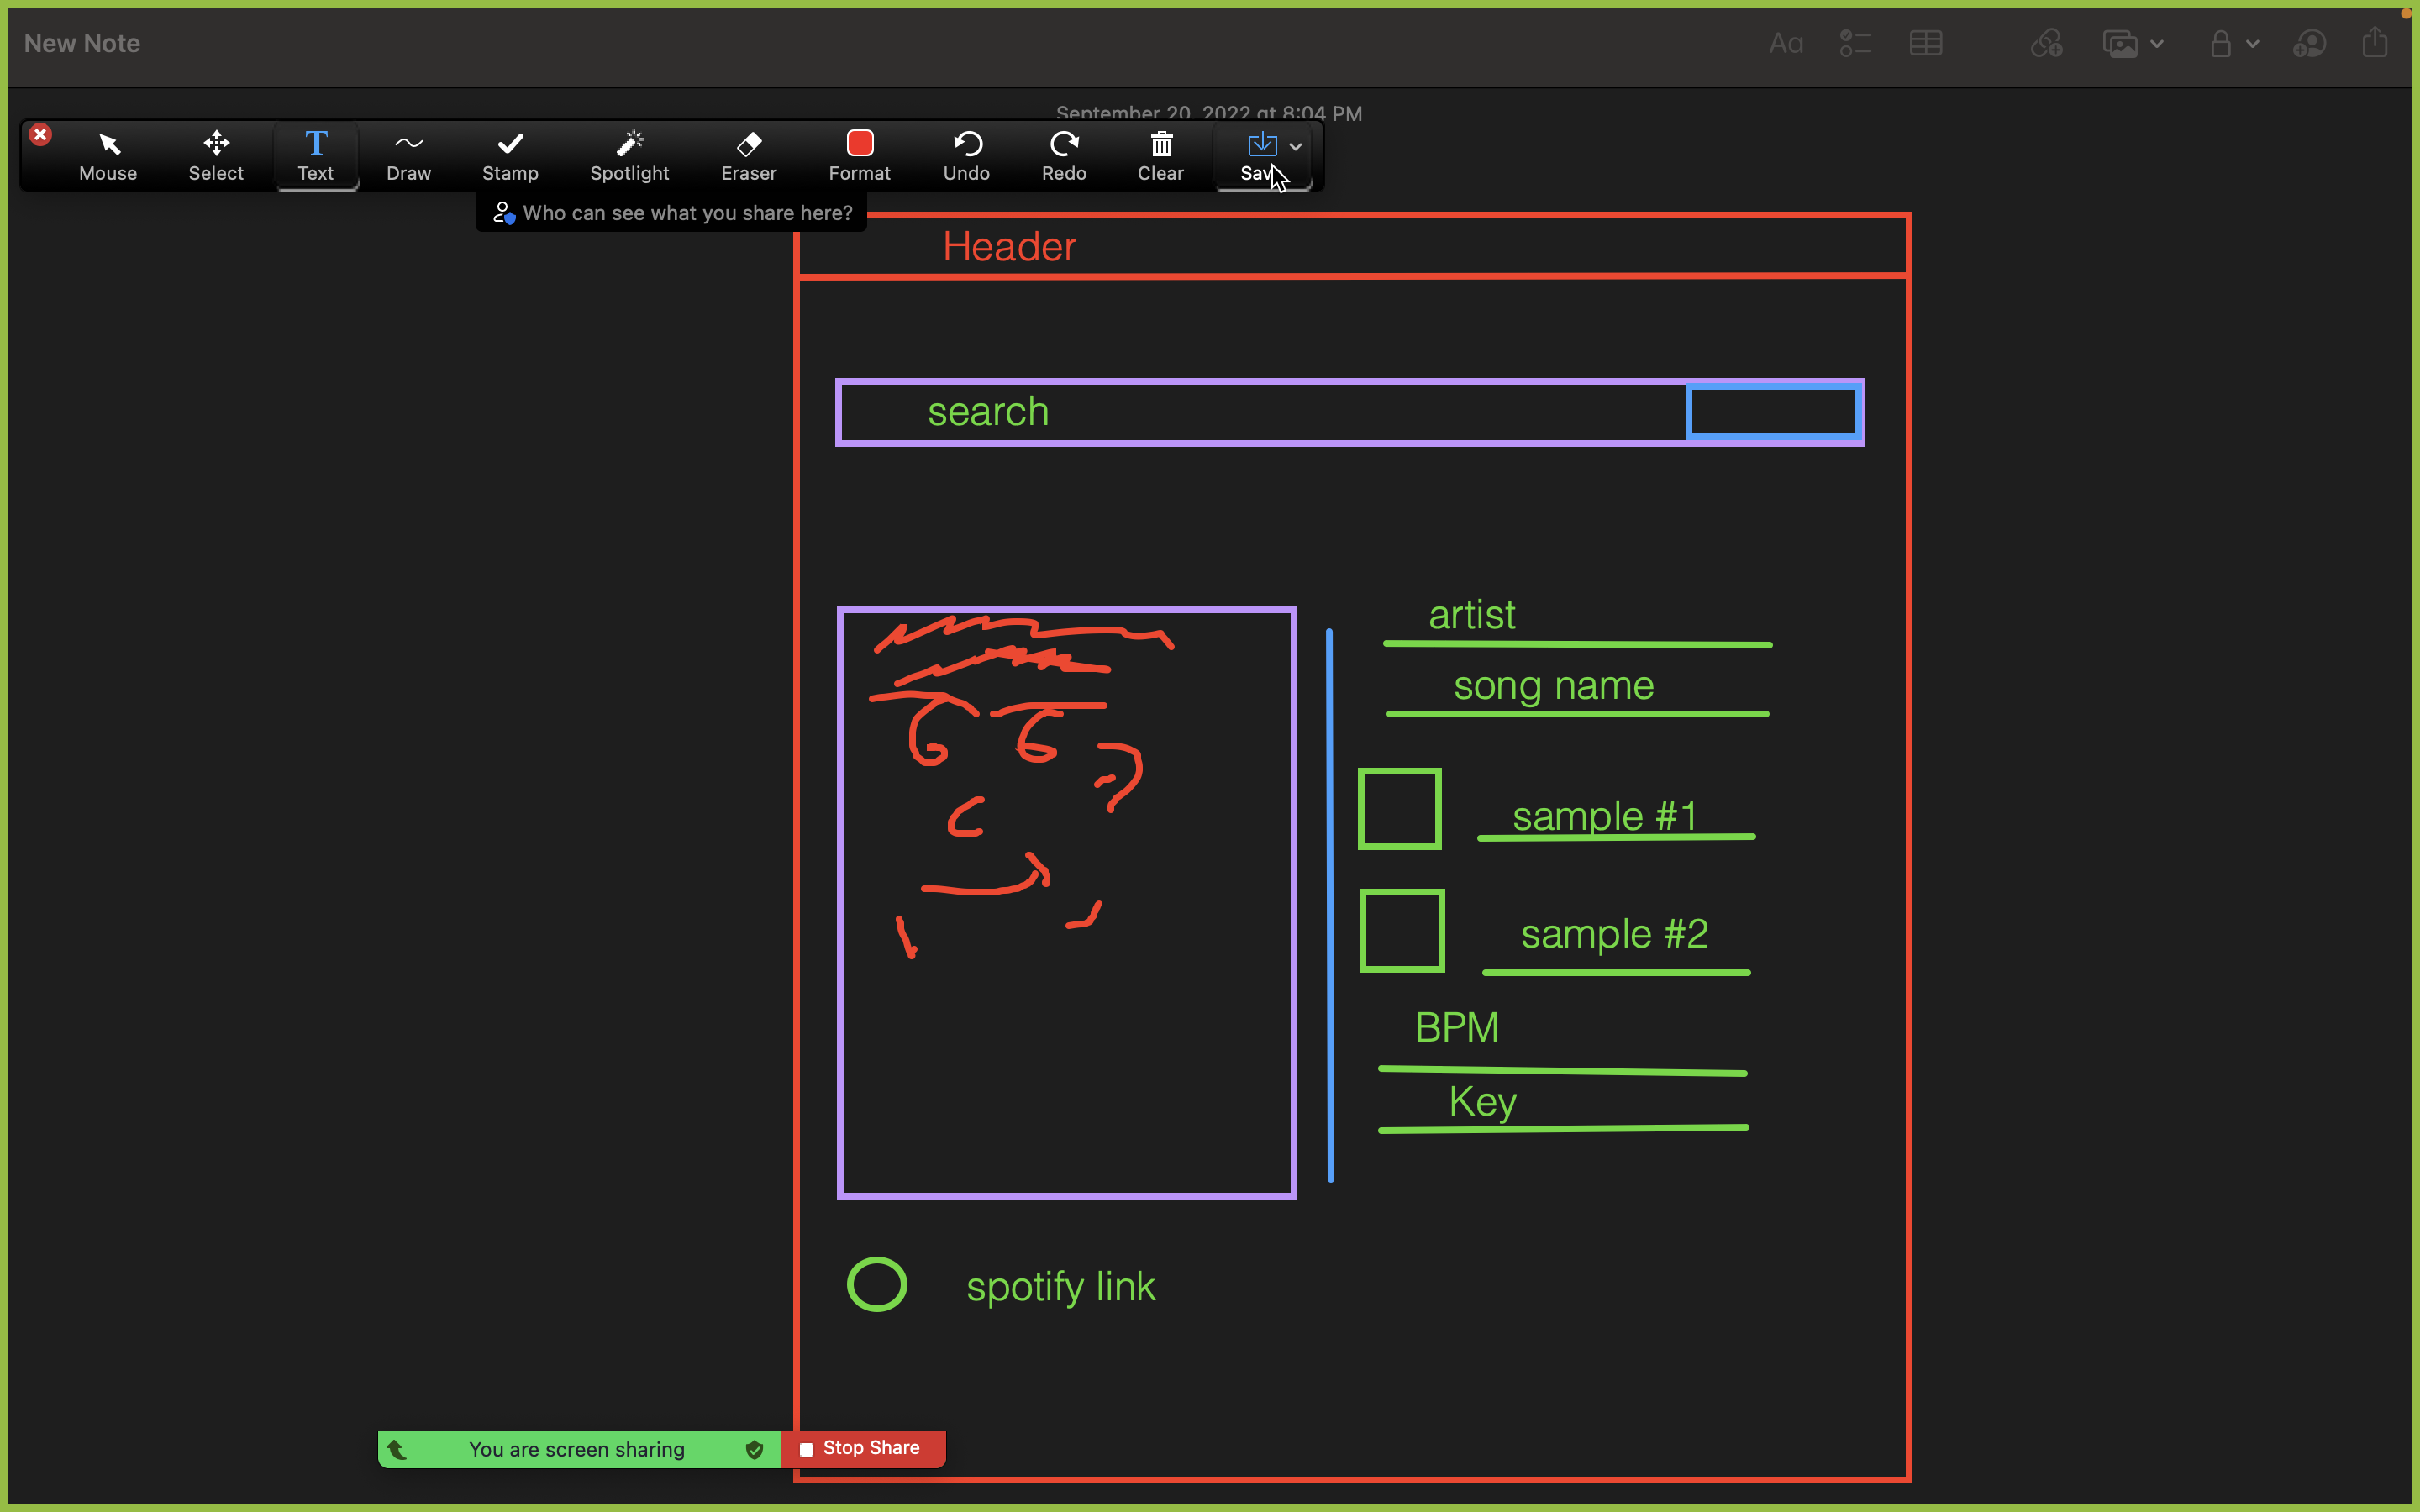 New Note
Aa
September 20, 2022 at 8:04 PM
Mouse
Select
Text
Draw
Stamp
Spotlight
Eraser
Format
Undo
Redo
Clear
Save
Who can see what you share here?
Header
search
artist
song name
sample #1
sample #2
BPM
Key
spotify link
You are screen sharing
Stop Share